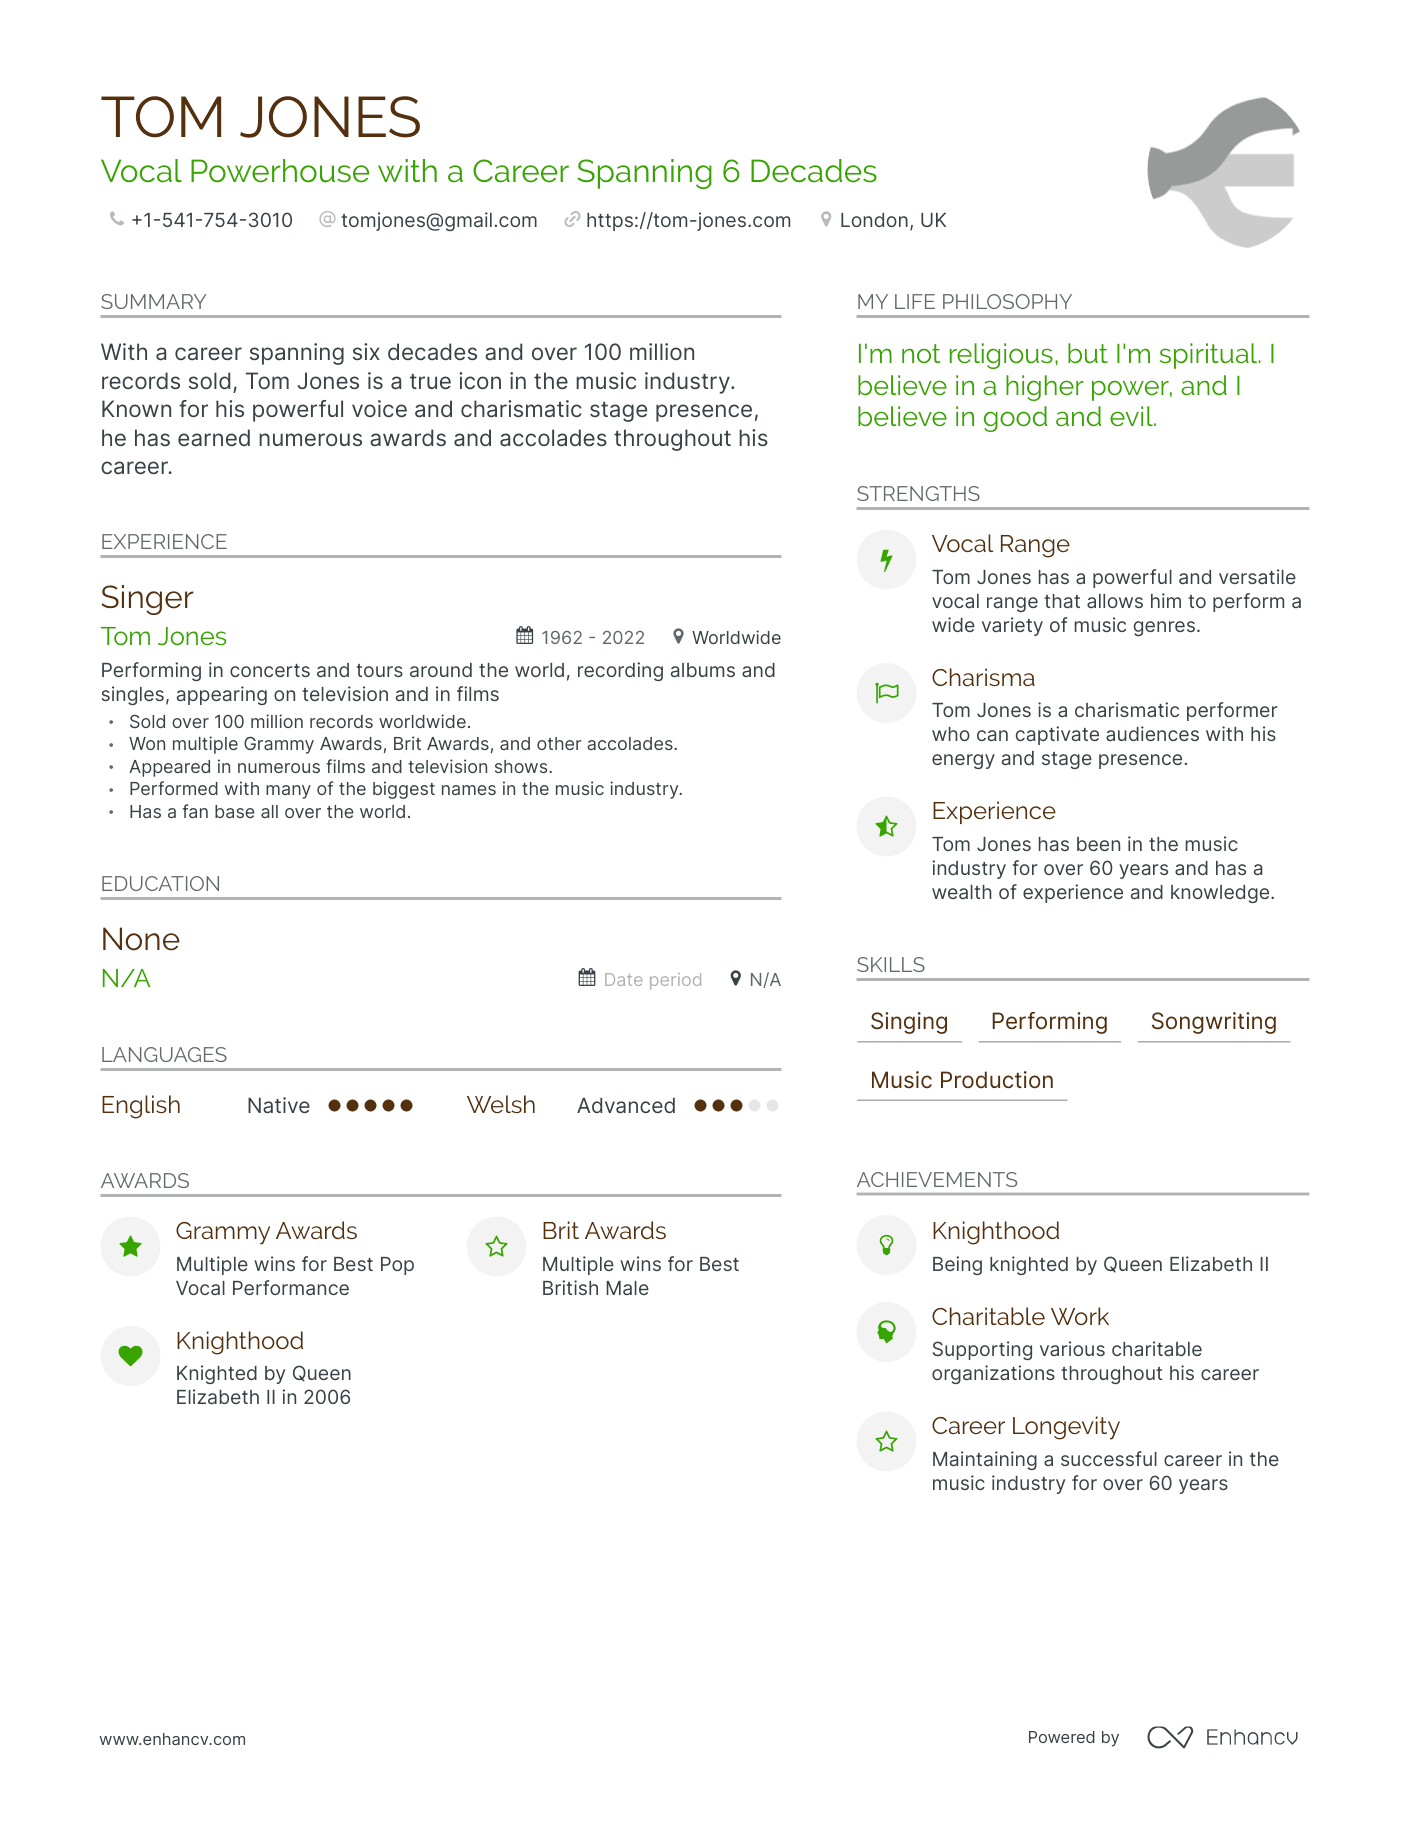 TOM JONES
Vocal Powerhouse with a Career Spanning 6 Decades
+1-541-754-3010 tomjones@gmail.com https://tom-jones.com London, UK
SUMMARY
With a career spanning six decades and over 100 million
records sold, Tom Jones is a true icon in the music industry.
Known for his powerful voice and charismatic stage presence,
he has earned numerous awards and accolades throughout his
career.
EXPERIENCE
Singer
Tom Jones 1962 - 2022 Worldwide
Performing in concerts and tours around the world, recording albums and
singles, appearing on television and in films
• Sold over 100 million records worldwide.
• Won multiple Grammy Awards, Brit Awards, and other accolades.
• Appeared in numerous films and television shows.
• Performed with many of the biggest names in the music industry.
• Has a fan base all over the world.
EDUCATION
None
N/A Date period N/A
LANGUAGES
English Native Welsh Advanced
AWARDS
Grammy Awards
Multiple wins for Best Pop
Vocal Performance
Brit Awards
Multiple wins for Best
British Male
Knighthood
Knighted by Queen
Elizabeth II in 2006
MY LIFE PHILOSOPHY
I'm not religious, but I'm spiritual. I
believe in a higher power, and I
believe in good and evil.
STRENGTHS
Vocal Range
Tom Jones has a powerful and versatile
vocal range that allows him to perform a
wide variety of music genres.
Charisma
Tom Jones is a charismatic performer
who can captivate audiences with his
energy and stage presence.
Experience
Tom Jones has been in the music
industry for over 60 years and has a
wealth of experience and knowledge.
SKILLS
Singing Performing Songwriting
Music Production
ACHIEVEMENTS
Knighthood
Being knighted by Queen Elizabeth II
Charitable Work
Supporting various charitable
organizations throughout his career
Career Longevity
Maintaining a successful career in the
music industry for over 60 years
www.enhancv.com
Powered by Enhancv